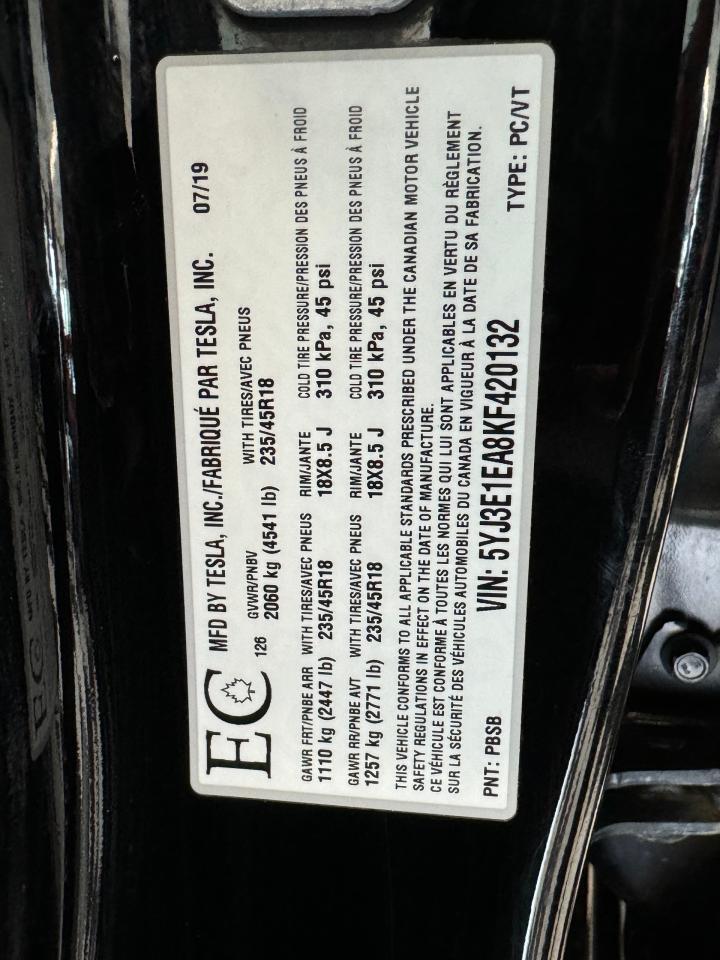 EC MFD BY TESLA, INC./FABRIQUÉ PAR TESLA, INC. 07/19
126 GVWR/PNBV WITH TIRES/AVEC PNEUS
2060 kg (4541 lb) 235/45R18
GAWR FRT/PNBE ARR WITH TIRES/AVEC PNEUS RIM/JANTE COLD TIRE PRESSURE/PRESSION DES PNEUS À FROID
1110 kg (2447 lb) 235/45R18 18X8.5 J 310 kPa, 45 psi
GAWR RR/PNBE AVT WITH TIRES/AVEC PNEUS RIM/JANTE COLD TIRE PRESSURE/PRESSION DES PNEUS À FROID
1257 kg (2771 lb) 235/45R18 18X8.5 J 310 kPa, 45 psi
THIS VEHICLE CONFORMS TO ALL APPLICABLE STANDARDS PRESCRIBED UNDER THE CANADIAN MOTOR VEHICLE
SAFETY REGULATIONS IN EFFECT ON THE DATE OF MANUFACTURE.
CE VÉHICULE EST CONFORME À TOUTES LES NORMES QUI LUI SONT APPLICABLES EN VERTU DU RÈGLEMENT
SUR LA SÉCURITÉ DES VÉHICULES AUTOMOBILES DU CANADA EN VIGUEUR À LA DATE DE SA FABRICATION.
PNT: PBSB VIN: 5YJ3E1EA8KF420132 TYPE: PC/VT